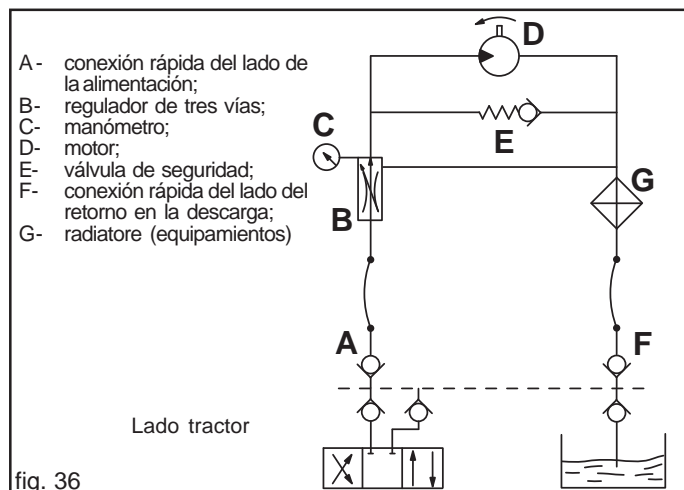 A- conexión rápida del lado de
la alimentación;
B- regulador de tres vías;
C- manómetro;
D- motor;
E- válvula de seguridad;
F- conexión rápida del lado del
retorno en la descarga;
G- radiatore (equipamientos)
D
C
E
G
B
A
F
Lado tractor
fig. 36